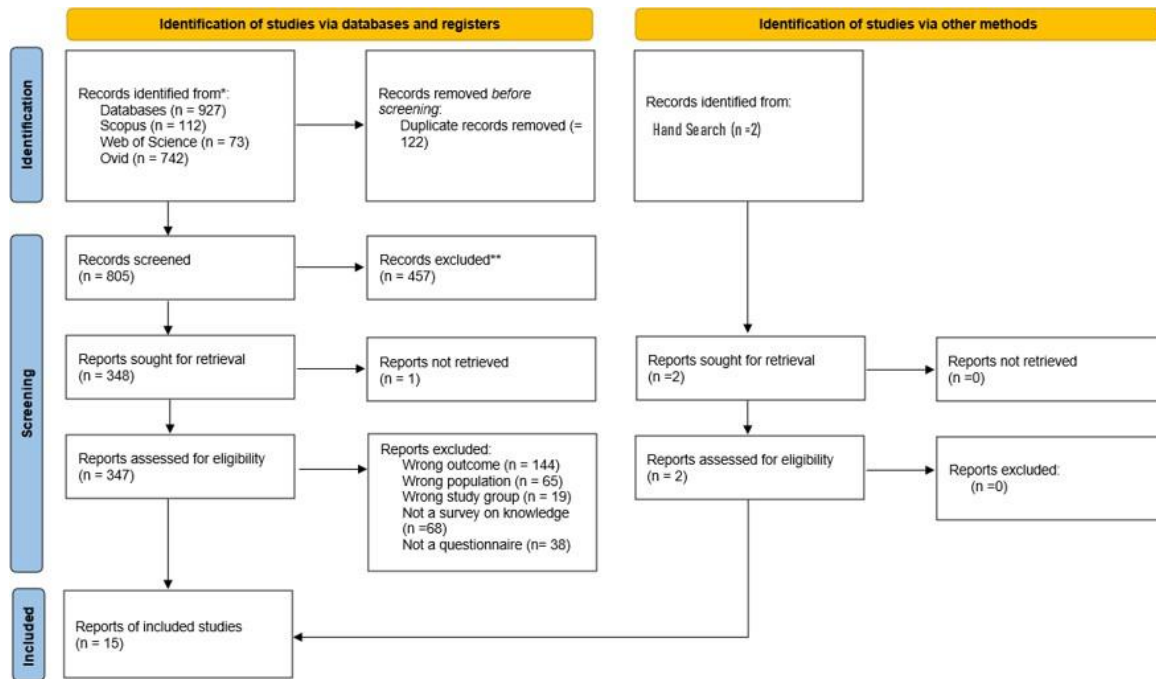 Identification of studies via databases and registers
Identification of studies via other methods
Identification
Records identified from*:
Databases (n = 927)
Scopus (n = 112)
Web of Science (n = 73)
Ovid (n = 742)
Records removed before
screening:
Duplicate records removed (=
122)
Records identified from:
Hand Search (n =2)
Screening
Records screened
(n = 805)
Records excluded**
(n = 457)
Reports sought for retrieval
(n = 348)
Reports not retrieved
(n = 1)
Reports sought for retrieval
(n =2)
Reports not retrieved
(n =0)
Reports assessed for eligibility
(n = 347)
Reports excluded:
Wrong outcome (n = 144)
Wrong population (n = 65)
Wrong study group (n = 19)
Not a survey on knowledge
(n =68)
Not a questionnaire (n= 38)
Reports assessed for eligibility
(n = 2)
Reports excluded:
(n =0)
Included
Reports of included studies
(n = 15)